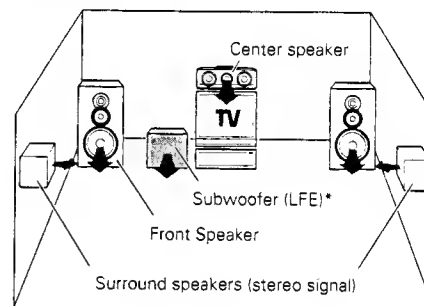 Center speaker
TV
Subwoofer (LFE)*
Front Speaker
Surround speakers (stereo signal)